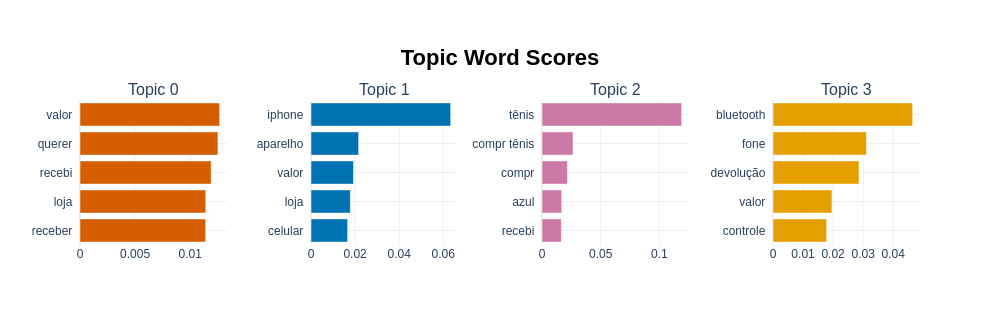 Topic Word Scores
Topic 0
valor
querer
recebi
loja
receber
0 0.005 0.01
Topic 1
iphone
aparelho
valor
loja
celular
0 0.02 0.04 0.06
Topic 2
tênis
compr tênis
compr
azul
recebi
0 0.05 0.1
Topic 3
bluetooth
fone
devolução
valor
controle
0 0.01 0.02 0.03 0.04